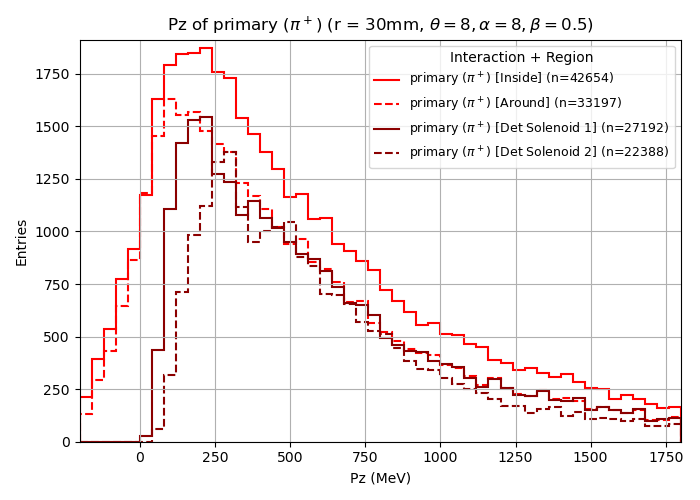 Pz of primary (π⁺) (r = 30mm, θ = 8, α = 8, β = 0.5)
Interaction + Region
primary (π⁺) [Inside] (n=42654)
primary (π⁺) [Around] (n=33197)
primary (π⁺) [Det Solenoid 1] (n=27192)
primary (π⁺) [Det Solenoid 2] (n=22388)
Entries
1750
1500
1250
1000
750
500
250
0
0 250 500 750 1000 1250 1500 1750
Pz (MeV)